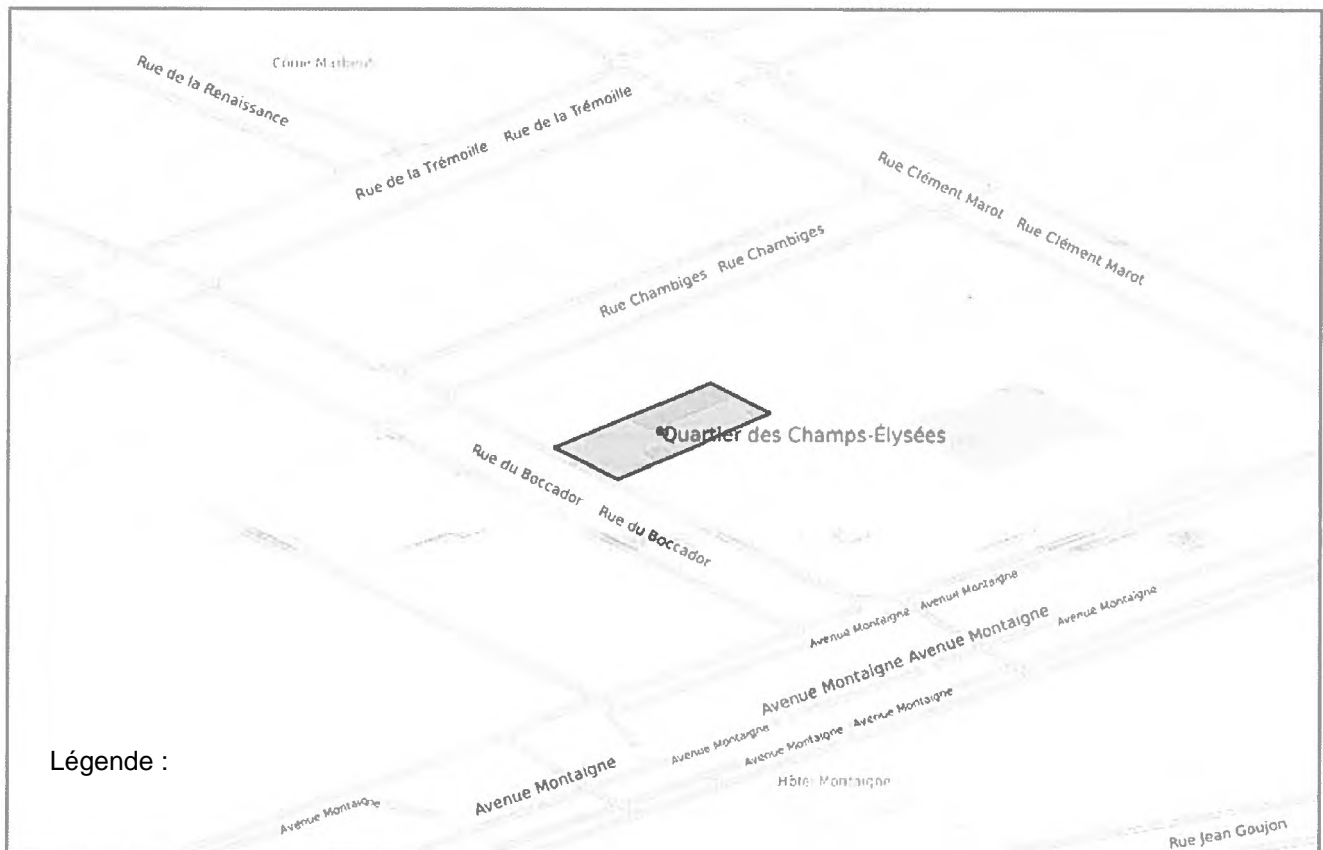 Rue de la Renaissance
Rue de la Trémoille
Rue de la Trémoille
Rue Clément Marot
Rue Clément Marot
Rue Chambiges
Rue Chambiges
Quartier des Champs-Élysées
Rue du Boccador
Rue du Boccador
Avenue Montaigne
Avenue Montaigne
Avenue Montaigne
Avenue Montaigne Avenue Montaigne
Avenue Montaigne
Avenue Montaigne
Avenue Montaigne
Légende :
Avenue Montaigne
Hôtel Montaigne
Avenue Montaigne
Rue Jean Goujon